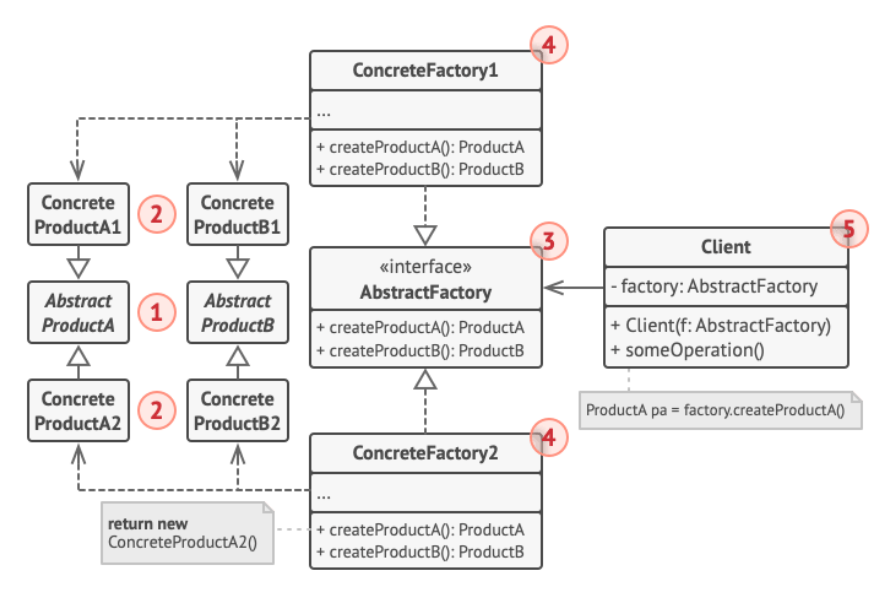 4
ConcreteFactory1
...
+ createProductA(): ProductA
+ createProductB(): ProductB
Concrete
ProductA1
2
Concrete
ProductB1
Abstract
ProductA
1
Abstract
ProductB
Concrete
ProductA2
2
Concrete
ProductB2
3
«interface»
AbstractFactory
+ createProductA(): ProductA
+ createProductB(): ProductB
5
Client
- factory: AbstractFactory
+ Client(f: AbstractFactory)
+ someOperation()
ProductA pa = factory.createProductA()
4
ConcreteFactory2
...
+ createProductA(): ProductA
+ createProductB(): ProductB
return new
ConcreteProductA2()